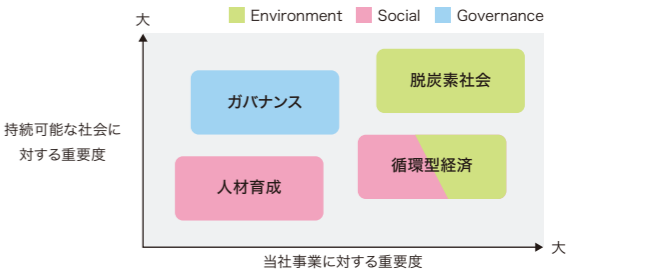 大
Environment Social Governance
脱炭素社会
ガバナンス
持続可能な社会に
対する重要度
循環型経済
人材育成
大
当社事業に対する重要度